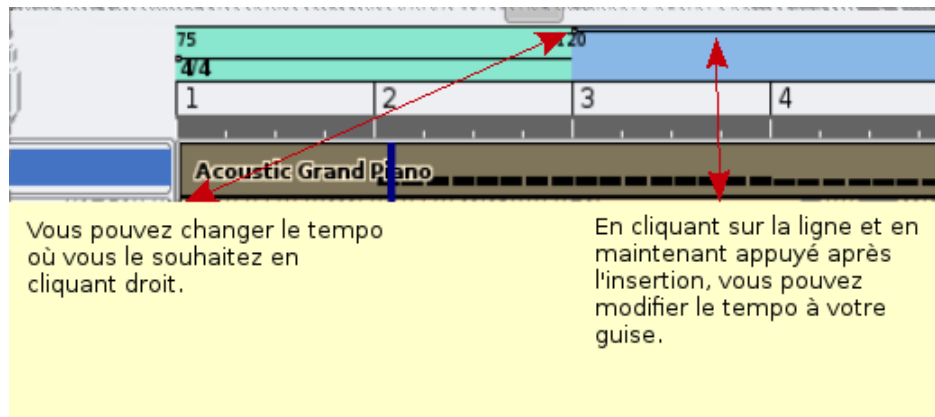 75
120
4/4
1 2 3 4
Acoustic Grand Piano
Vous pouvez changer le tempo
où vous le souhaitez en
cliquant droit.
En cliquant sur la ligne et en
maintenant appuyé après
l'insertion, vous pouvez
modifier le tempo à votre
guise.